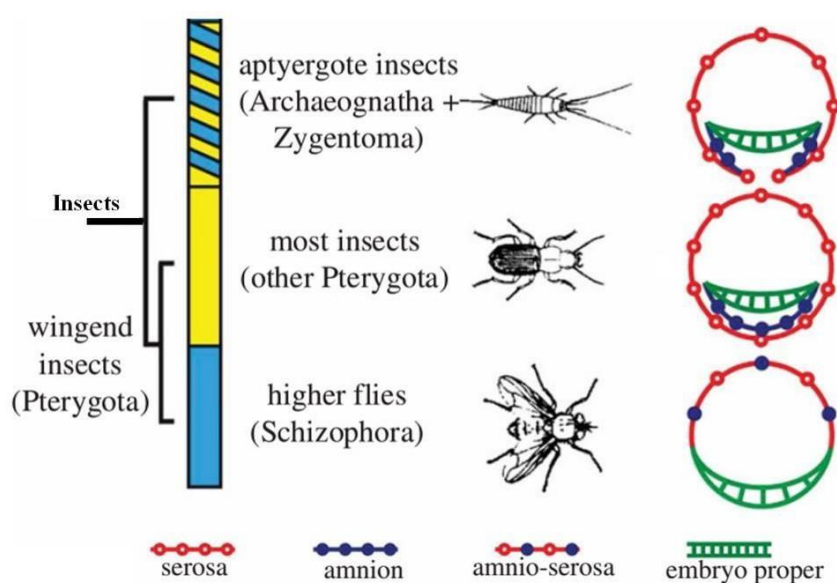 aptyergote insects
(Archaeognatha +
Zygentoma)
Insects
most insects
(other Pterygota)
wingend
insects
(Pterygota)
higher flies
(Schizophora)
serosa
amnion
amnio-serosa
embryo proper